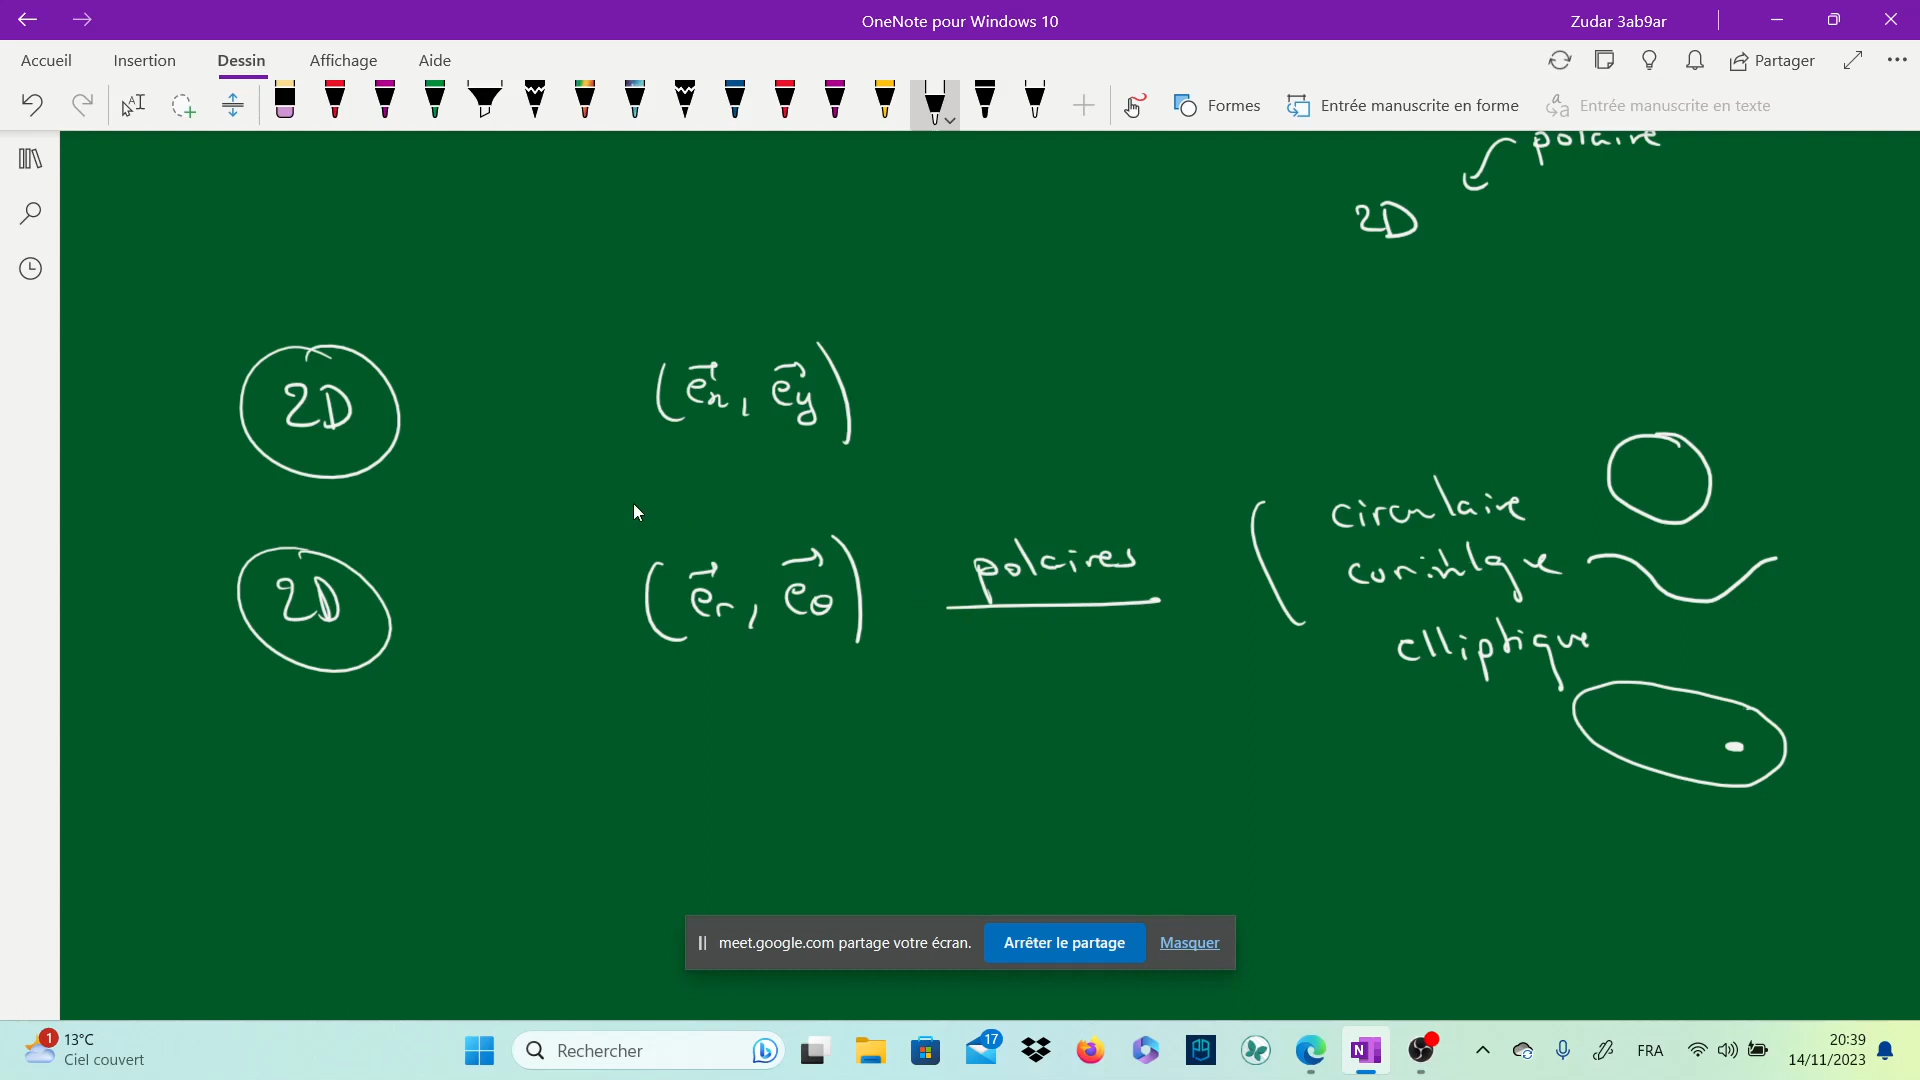 OneNote pour Windows 10
Zudar 3ab9ar
Accueil Insertion Dessin Affichage Aide
Partager
Formes
Entrée manuscrite en forme
Entrée manuscrite en texte
polaire
2D
2D (e⃗x, e⃗y)
circulaire
2D (e⃗r, e⃗θ) polaires
elliptique
meet.google.com partage votre écran. Arrêter le partage Masquer
1 13°C
Ciel couvert
Rechercher
17
FRA
20:39
14/11/2023